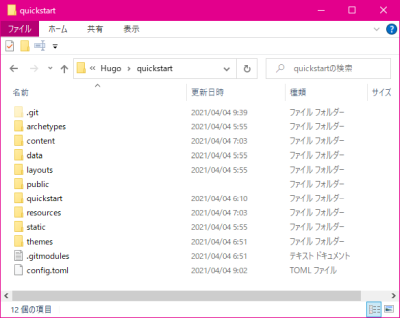 quickstart
ファイル ホーム 共有 表示
« Hugo › quickstart quickstartの検索
名前 更新日時 種類 サイズ
.git 2021/04/04 9:39 ファイル フォルダー
archetypes 2021/04/04 5:55 ファイル フォルダー
content 2021/04/04 7:03 ファイル フォルダー
data 2021/04/04 5:55 ファイル フォルダー
layouts 2021/04/04 5:55 ファイル フォルダー
public ファイル フォルダー
quickstart 2021/04/04 6:10 ファイル フォルダー
resources 2021/04/04 7:03 ファイル フォルダー
static 2021/04/04 5:55 ファイル フォルダー
themes 2021/04/04 6:51 ファイル フォルダー
.gitmodules 2021/04/04 6:51 テキスト ドキュメント
config.toml 2021/04/04 9:02 TOML ファイル
12 個の項目